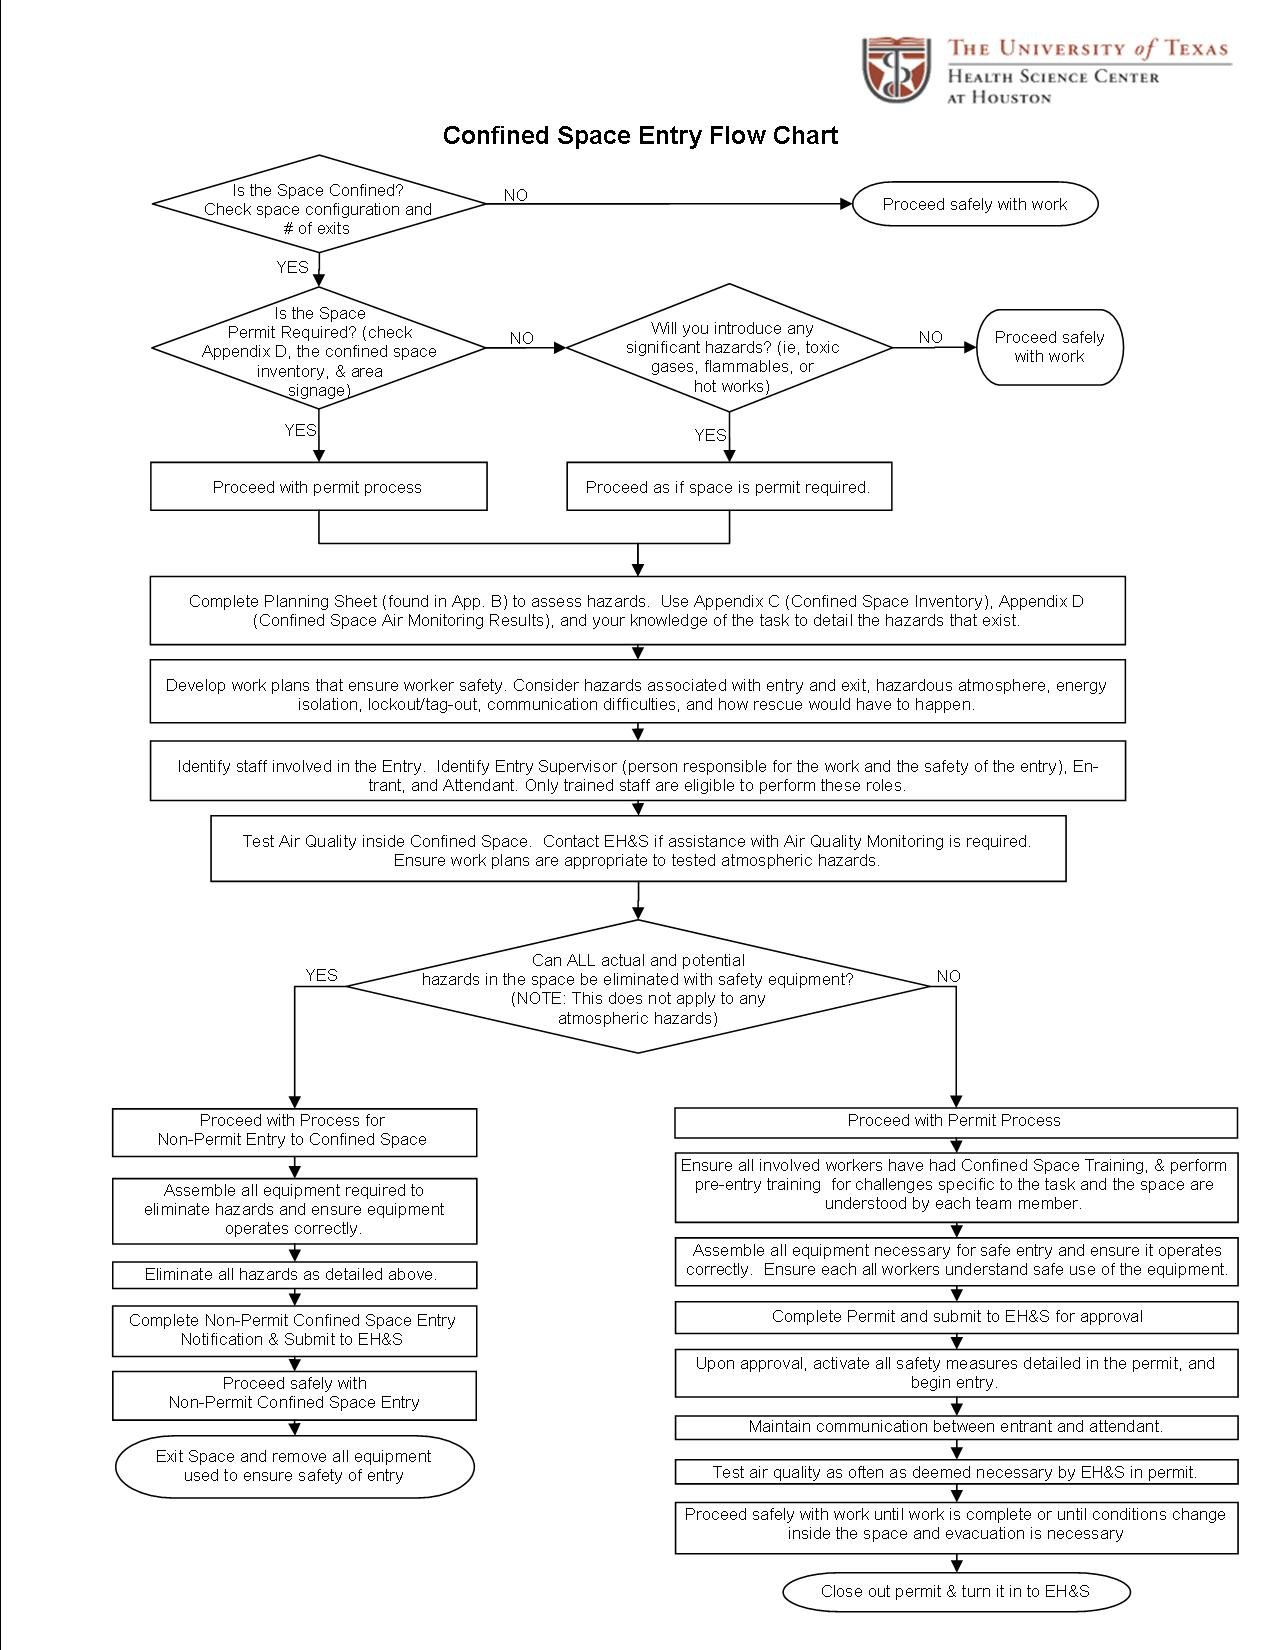 THE UNIVERSITY of TEXAS
HEALTH SCIENCE CENTER
AT HOUSTON
Confined Space Entry Flow Chart
Is the Space Confined?
Check space configuration and
# of exits
NO
Proceed safely with work
YES
Is the Space
Permit Required? (check
Appendix D, the confined space
inventory, & area
signage)
NO
Will you introduce any
significant hazards? (ie, toxic
gases, flammables, or
hot works)
NO
Proceed safely
with work
YES
YES
Proceed with permit process
Proceed as if space is permit required.
Complete Planning Sheet (found in App. B) to assess hazards.  Use Appendix C (Confined Space Inventory), Appendix D
(Confined Space Air Monitoring Results), and your knowledge of the task to detail the hazards that exist.
Develop work plans that ensure worker safety. Consider hazards associated with entry and exit, hazardous atmosphere, energy
isolation, lockout/tag-out, communication difficulties, and how rescue would have to happen.
Identify staff involved in the Entry.  Identify Entry Supervisor (person responsible for the work and the safety of the entry), En-
trant, and Attendant. Only trained staff are eligible to perform these roles.
Test Air Quality inside Confined Space.  Contact EH&S if assistance with Air Quality Monitoring is required.
Ensure work plans are appropriate to tested atmospheric hazards.
Can ALL actual and potential
hazards in the space be eliminated with safety equipment?
(NOTE: This does not apply to any
atmospheric hazards)
YES
NO
Proceed with Process for
Non-Permit Entry to Confined Space
Assemble all equipment required to
eliminate hazards and ensure equipment
operates correctly.
Eliminate all hazards as detailed above.
Complete Non-Permit Confined Space Entry
Notification & Submit to EH&S
Proceed safely with
Non-Permit Confined Space Entry
Exit Space and remove all equipment
used to ensure safety of entry
Proceed with Permit Process
Ensure all involved workers have had Confined Space Training, & perform
pre-entry training  for challenges specific to the task and the space are
understood by each team member.
Assemble all equipment necessary for safe entry and ensure it operates
correctly.  Ensure each all workers understand safe use of the equipment.
Complete Permit and submit to EH&S for approval
Upon approval, activate all safety measures detailed in the permit, and
begin entry.
Maintain communication between entrant and attendant.
Test air quality as often as deemed necessary by EH&S in permit.
Proceed safely with work until work is complete or until conditions change
inside the space and evacuation is necessary
Close out permit & turn it in to EH&S